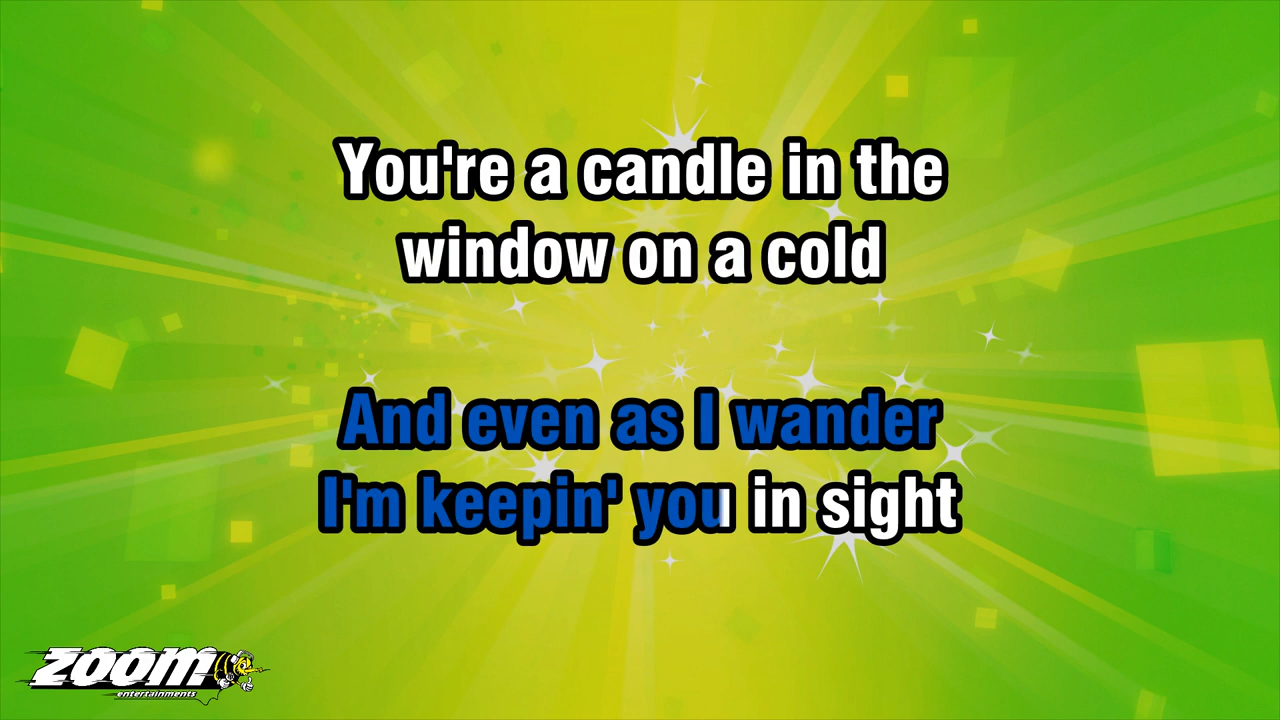 You're a candle in the
window on a cold
And even as I wander
I'm keepin' you in sight
ZOOM
entertainments